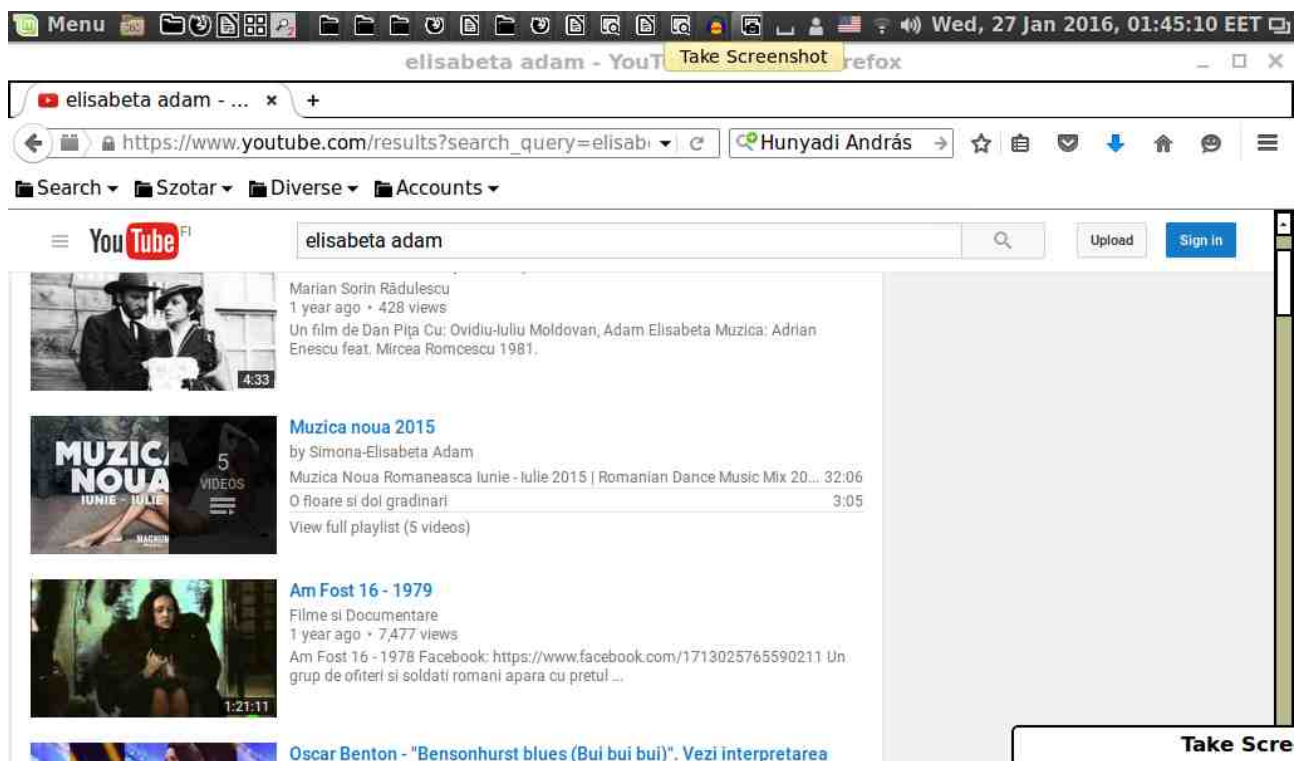 Menu Wed, 27 Jan 2016, 01:45:10 EET
Take Screenshot
elisabeta adam - YouT refox
elisabeta adam - ... × +
https://www.youtube.com/results?search_query=elisab Hunyadi András
Search Szotar Diverse Accounts
YouTube FI elisabeta adam Upload Sign in
Marian Sorin Rădulescu
1 year ago • 428 views
Un film de Dan Pița Cu: Ovidiu-Iuliu Moldovan, Adam Elisabeta Muzica: Adrian
Enescu feat. Mircea Romcescu 1981.
4:33
Muzica noua 2015
by Simona-Elisabeta Adam
Muzica Noua Romaneasca Iunie - Iulie 2015 | Romanian Dance Music Mix 20... 32:06
O floare si doi gradinari 3:05
View full playlist (5 videos)
MUZICA
NOUA
IUNIE - IULIE
5
VIDEOS
Am Fost 16 - 1979
Filme si Documentare
1 year ago • 7,477 views
Am Fost 16 - 1978 Facebook: https://www.facebook.com/1713025765590211 Un
grup de ofiteri si soldati romani apara cu pretul ...
1:21:11
Oscar Benton - "Bensonhurst blues (Bui bui bui)". Vezi interpretarea
Take Scre